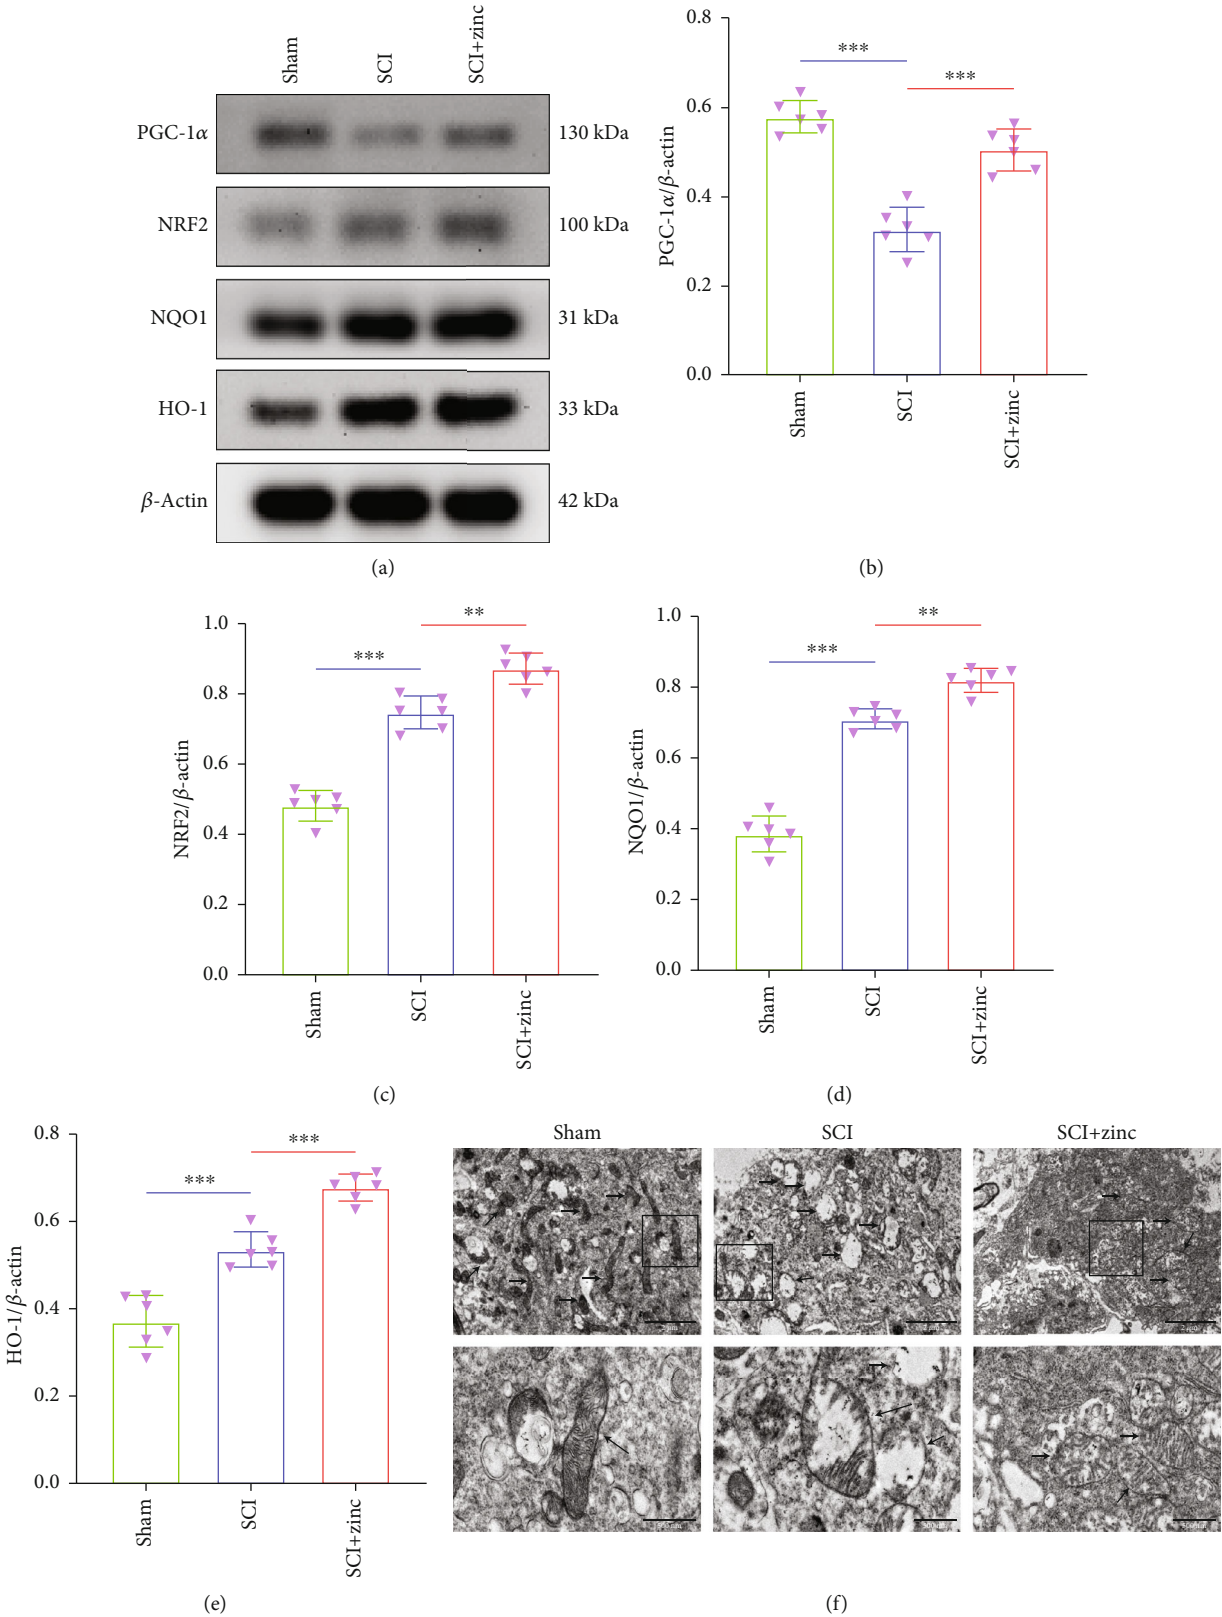 Sham
SCI
SCI+zinc
PGC-1α
130 kDa
NRF2
100 kDa
NQO1
31 kDa
HO-1
33 kDa
β-Actin
42 kDa
(a)
0.8
0.6
0.4
0.2
0.0
PGC-1α/β-actin
***
***
Sham
SCI
SCI+zinc
(b)
1.0
0.8
0.6
0.4
0.2
0.0
NRF2/β-actin
***
**
Sham
SCI
SCI+zinc
(c)
1.0
0.8
0.6
0.4
0.2
0.0
NQO1/β-actin
***
**
Sham
SCI
SCI+zinc
(d)
0.8
0.6
0.4
0.2
0.0
HO-1/β-actin
***
***
Sham
SCI
SCI+zinc
(e)
Sham
SCI
SCI+zinc
2 μm
500 nm
(f)